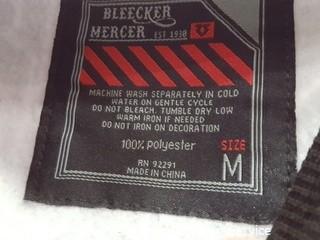 BLEECKER
MERCER EST 1930
MACHINE WASH SEPARATELY IN COLD
WATER ON GENTLE CYCLE
DO NOT BLEACH. TUMBLE DRY LOW
WARM IRON IF NEEDED
DO NOT IRON ON DECORATION
100% polyester
SIZE
M
RN 92291
MADE IN CHINA